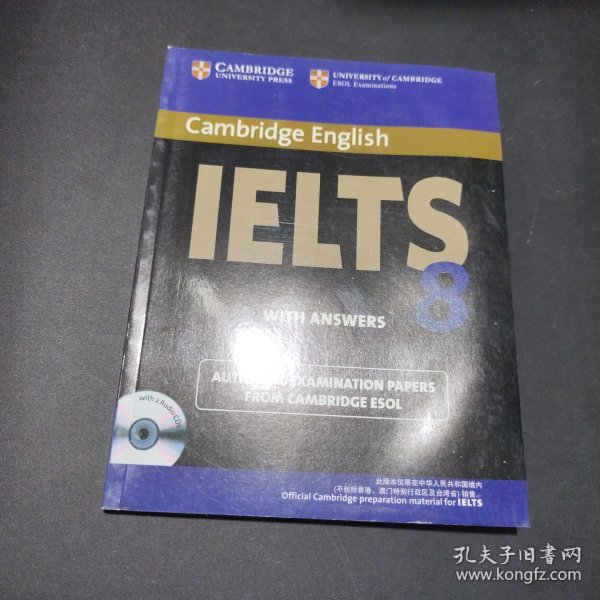 CAMBRIDGE
UNIVERSITY PRESS
UNIVERSITY of CAMBRIDGE
ESOL Examinations
Cambridge English
IELTS
8
WITH ANSWERS
EXAMINATION PAPERS
FROM CAMBRIDGE ESOL
with 2 Audio CDs
此版本仅限在中华人民共和国境内
(不包括香港、澳门特别行政区及台湾省) 销售。
Official Cambridge preparation material for IELTS
孔夫子旧书网
www.kongfz.com